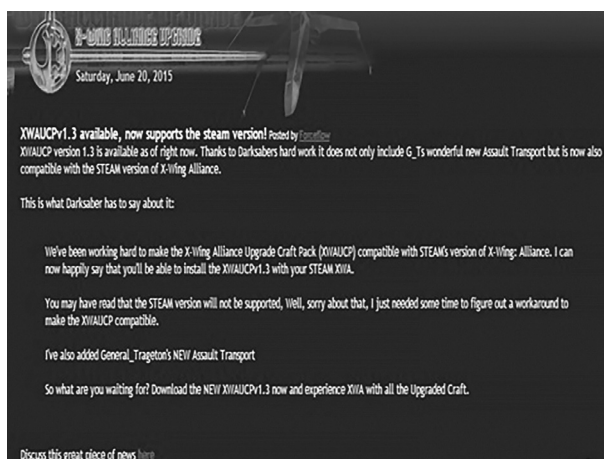 X-WING ALLIANCE UPGRADE
Saturday, June 20, 2015
XWAUCPv1.3 available, now supports the steam version! Posted by Forceflow
XWAUCP version 1.3 is available as of right now. Thanks to Darksabers hard work it does not only include G_Ts wonderful new Assault Transport but is now also
compatible with the STEAM version of X-Wing Alliance.
This is what Darksaber has to say about it:
We've been working hard to make the X-Wing Alliance Upgrade Craft Pack (XWAUCP) compatible with STEAM's version of X-Wing: Alliance. I can
now happily say that you'll be able to install the XWAUCPv1.3 with your STEAM XWA.
You may have read that the STEAM version will not be supported, Well, sorry about that, I just needed some time to figure out a workaround to
make the XWAUCP compatible.
I've also added General_Trageton's NEW Assault Transport
So what are you waiting for? Download the NEW XWAUCPv1.3 now and experience XWA with all the Upgraded Craft.
Discuss this great piece of news here